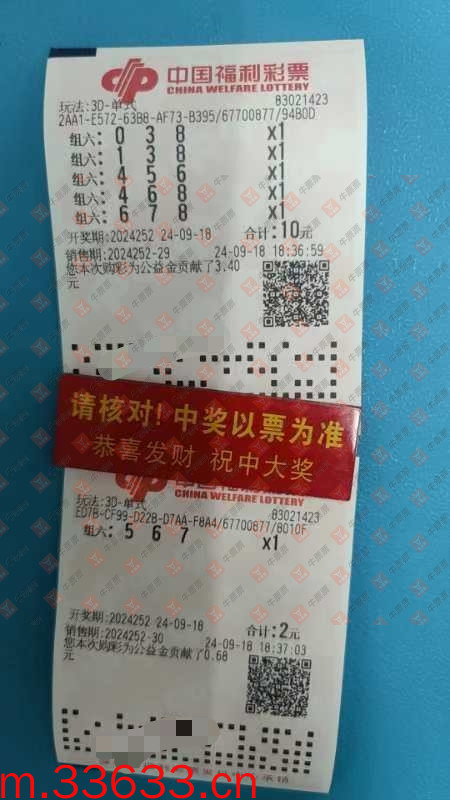 中国福利彩票
CHINA WELFARE LOTTERY
玩法:3D-单式 83021423
2AA1-E572-63B8-AF73-B395/67700877/94B0D
组六: 0 3 8 x1
组六: 1 3 8 x1
组六: 4 5 6 x1
组六: 4 6 8 x1
组六: 6 7 8 x1
开奖期:2024252 24-09-18 合计:10元
销售期:2024252-29 24-09-18 18:36:59
您本次购彩为公益金贡献了3.40
元
请核对!中奖以票为准
恭喜发财 祝中大奖
CHINA WELFARE LOTTERY
玩法:3D-单式 83021423
ED7B-CF99-D22B-D7AA-F8A4/67700877/8010F
组六: 5 6 7 x1
开奖期:2024252 24-09-18 合计:2元
销售期:2024252-30 24-09-18 18:37:03
您本次购彩为公益金贡献了0.68
元
m.33633.cn